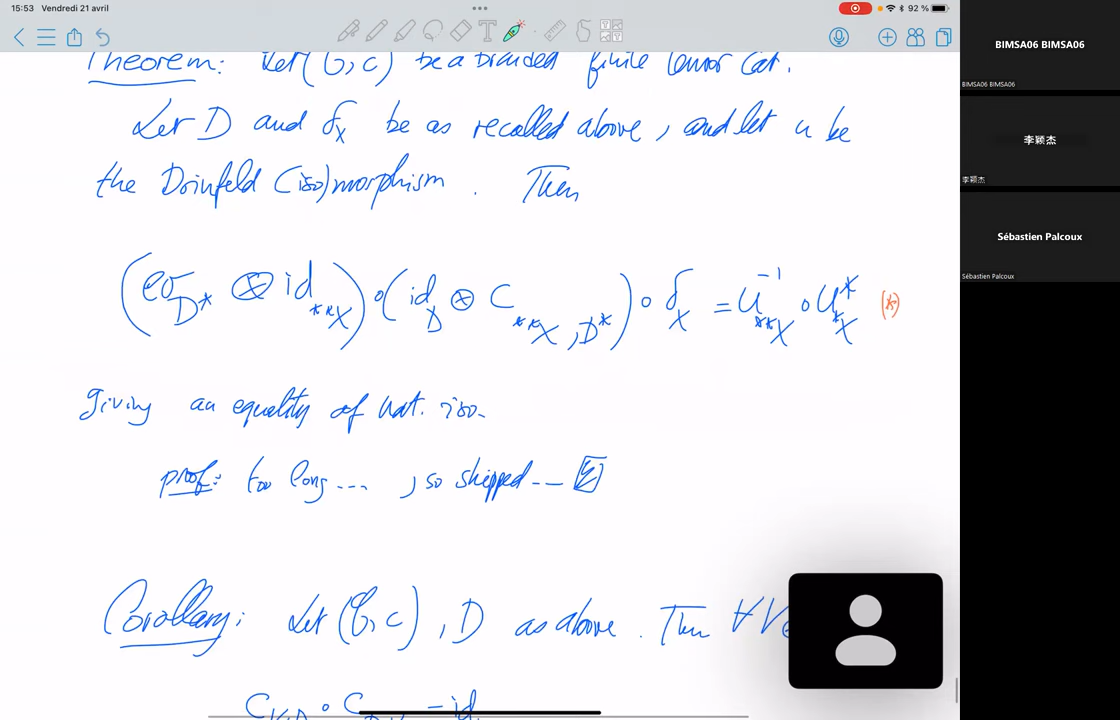 15:53 Vendredi 21 avril
92 %
Theorem: Let (C, c) be a braided finite tensor cat.
Let D and δ_X be as recalled above, and let u be
the Drinfeld (iso)morphism. Then
(ev_{D*} ⊗ id_{**X}) ∘ (id_D ⊗ C_{**X, D*}) ∘ δ_X = u^{-1}_{**X} ∘ u^*_{*X} (*)
giving an equality of nat. iso.
proof: too long ... , so skipped ...
Corollary: Let (C, c), D as above. Then ∀V
C ∘ C = id
BIMSA06 BIMSA06
BIMSA06 BIMSA06
李颖杰
李颖杰
Sébastien Palcoux
Sébastien Palcoux